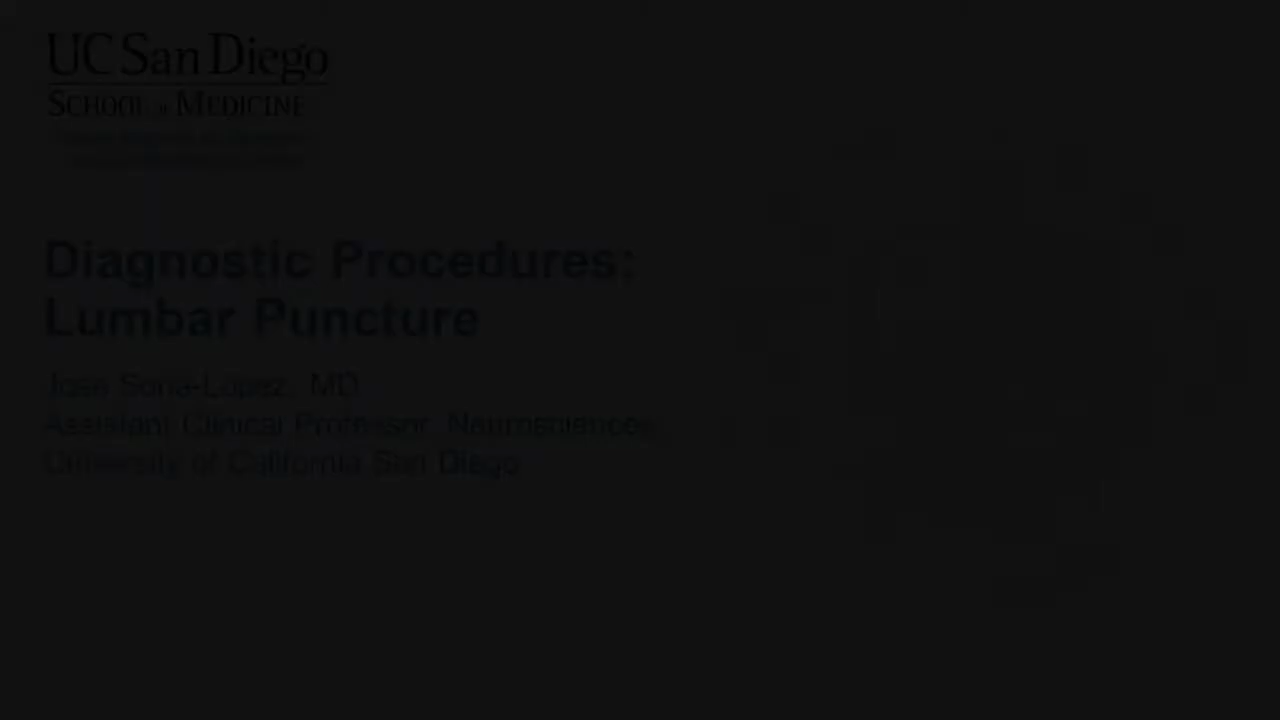 UC San Diego
SCHOOL of MEDICINE
Diagnostic Procedures:
Lumbar Puncture
Jose Soria-López, MD
Assistant Clinical Professor, Neurosciences
University of California San Diego